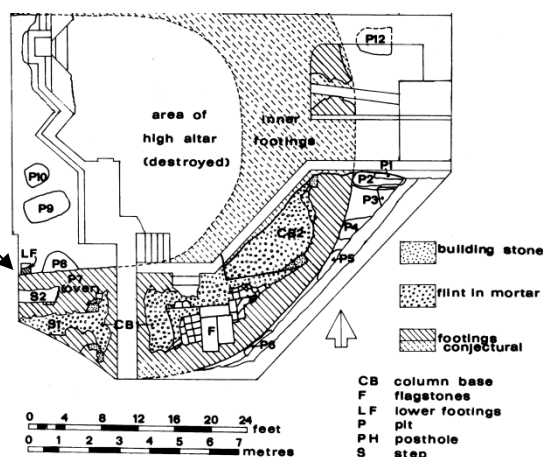 P12
area of
high altar
(destroyed)
inner
footings
P1
P2
P3
P10
P9
P4
CB2
LF
P8
P5
P7
(over)
S2
S1
CB
F
P6
building stone
flint in mortar
footings
conjectural
CB column base
F flagstones
LF lower footings
P pit
PH posthole
S step
0 4 8 12 16 20 24
feet
0 1 2 3 4 5 6 7
metres